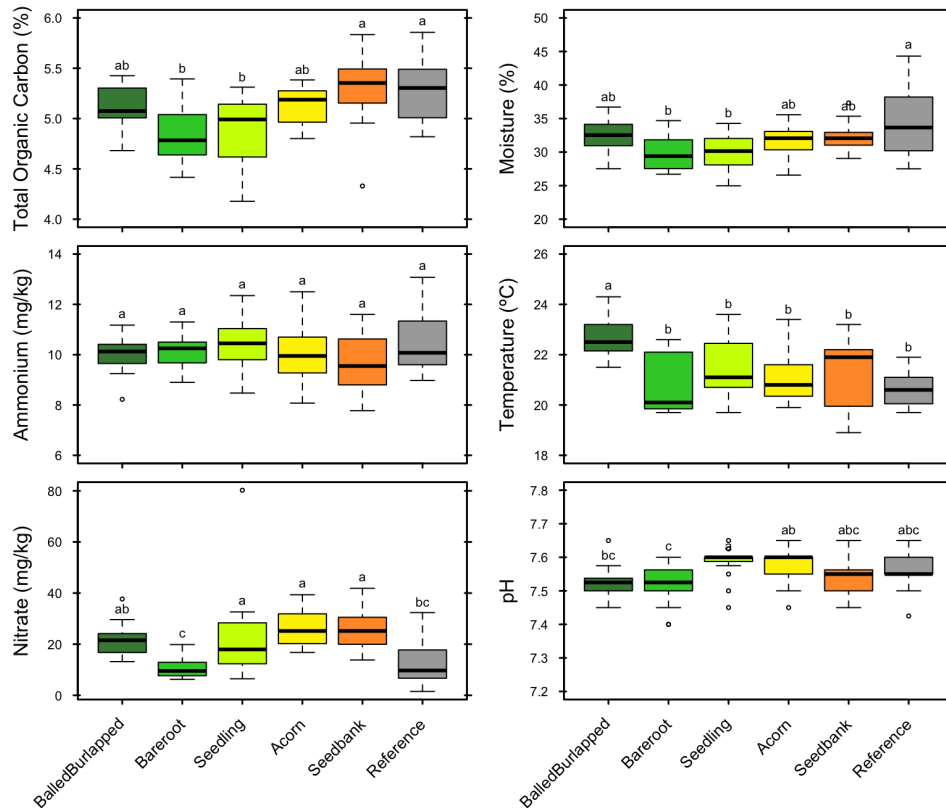 Total Organic Carbon (%)
6.0
5.5
5.0
4.5
4.0
ab b b ab a a
Moisture (%)
50
45
40
35
30
25
20
ab b b ab ab a
Ammonium (mg/kg)
14
12
10
8
6
a a a a a a
Temperature (ºC)
26
24
22
20
18
a b b b b b
Nitrate (mg/kg)
80
60
40
20
0
ab c a a a bc
BalledBurlapped
Bareroot
Seedling
Acorn
Seedbank
Reference
pH
7.8
7.7
7.6
7.5
7.4
7.3
7.2
bc c a ab abc abc
BalledBurlapped
Bareroot
Seedling
Acorn
Seedbank
Reference